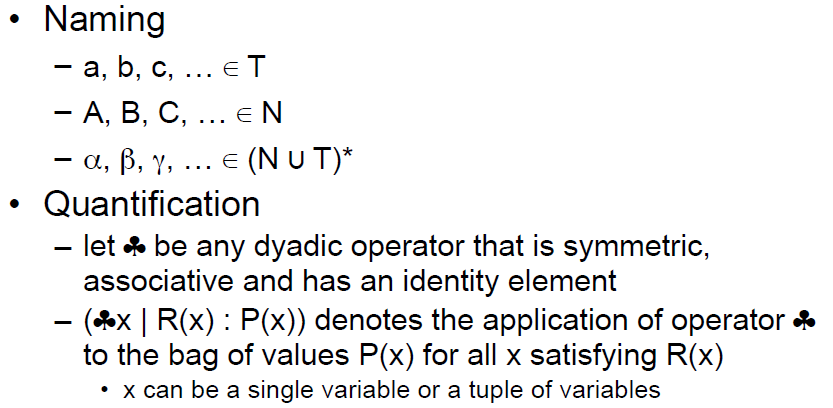 • Naming
– a, b, c, … ∈ T
– A, B, C, … ∈ N
– α, β, γ, … ∈ (N ∪ T)*
• Quantification
– let ♣ be any dyadic operator that is symmetric,
associative and has an identity element
– (♣x | R(x) : P(x)) denotes the application of operator ♣
to the bag of values P(x) for all x satisfying R(x)
• x can be a single variable or a tuple of variables